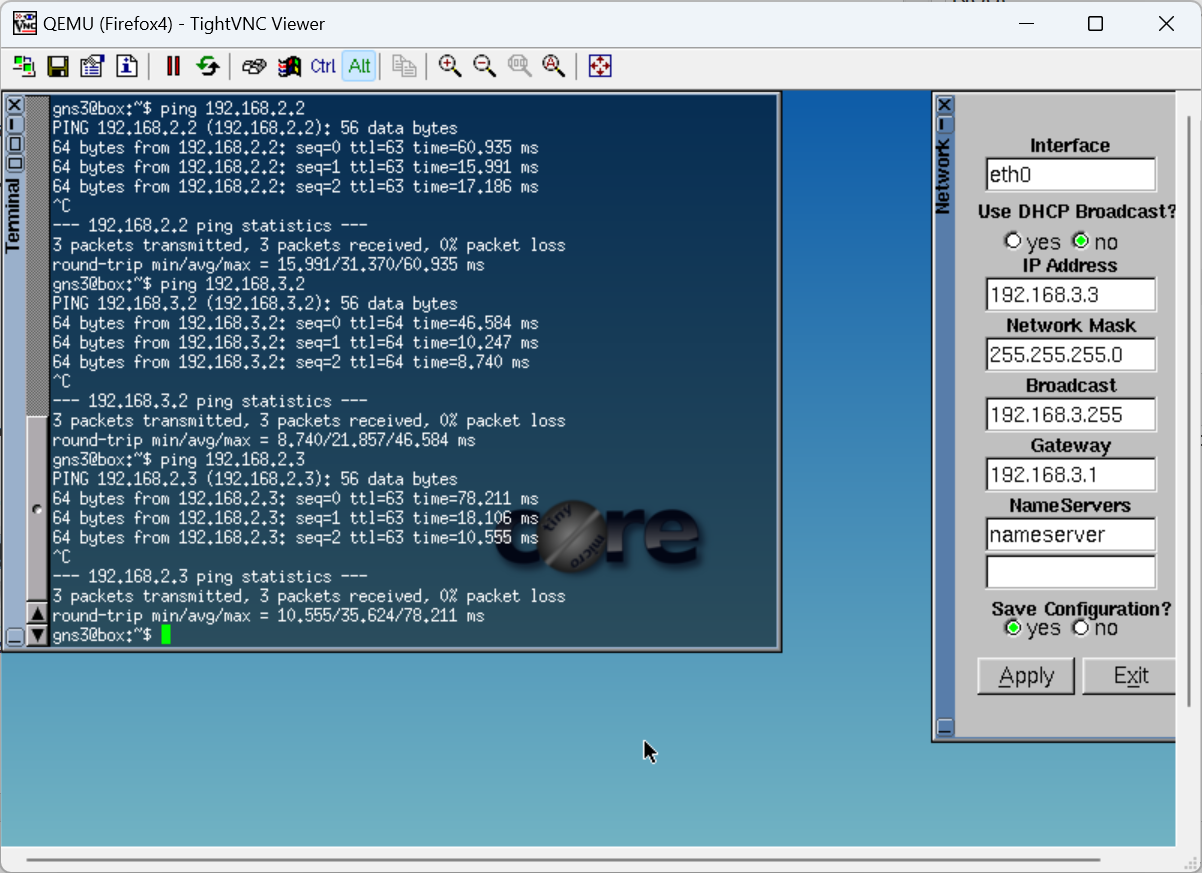 QEMU (Firefox4) - TightVNC Viewer
Ctrl Alt
Terminal
gns3@box:~$ ping 192.168.2.2
PING 192.168.2.2 (192.168.2.2): 56 data bytes
64 bytes from 192.168.2.2: seq=0 ttl=63 time=60.935 ms
64 bytes from 192.168.2.2: seq=1 ttl=63 time=15.991 ms
64 bytes from 192.168.2.2: seq=2 ttl=63 time=17.186 ms
^C
--- 192.168.2.2 ping statistics ---
3 packets transmitted, 3 packets received, 0% packet loss
round-trip min/avg/max = 15.991/31.370/60.935 ms
gns3@box:~$ ping 192.168.3.2
PING 192.168.3.2 (192.168.3.2): 56 data bytes
64 bytes from 192.168.3.2: seq=0 ttl=64 time=46.584 ms
64 bytes from 192.168.3.2: seq=1 ttl=64 time=10.247 ms
64 bytes from 192.168.3.2: seq=2 ttl=64 time=8.740 ms
^C
--- 192.168.3.2 ping statistics ---
3 packets transmitted, 3 packets received, 0% packet loss
round-trip min/avg/max = 8.740/21.857/46.584 ms
gns3@box:~$ ping 192.168.2.3
PING 192.168.2.3 (192.168.2.3): 56 data bytes
64 bytes from 192.168.2.3: seq=0 ttl=63 time=78.211 ms
64 bytes from 192.168.2.3: seq=1 ttl=63 time=18.106 ms
64 bytes from 192.168.2.3: seq=2 ttl=63 time=10.555 ms
^C
--- 192.168.2.3 ping statistics ---
3 packets transmitted, 3 packets received, 0% packet loss
round-trip min/avg/max = 10.555/35.624/78.211 ms
gns3@box:~$
core
tiny
micro
Network
Interface
eth0
Use DHCP Broadcast?
yes no
IP Address
192.168.3.3
Network Mask
255.255.255.0
Broadcast
192.168.3.255
Gateway
192.168.3.1
NameServers
nameserver
Save Configuration?
yes no
Apply Exit